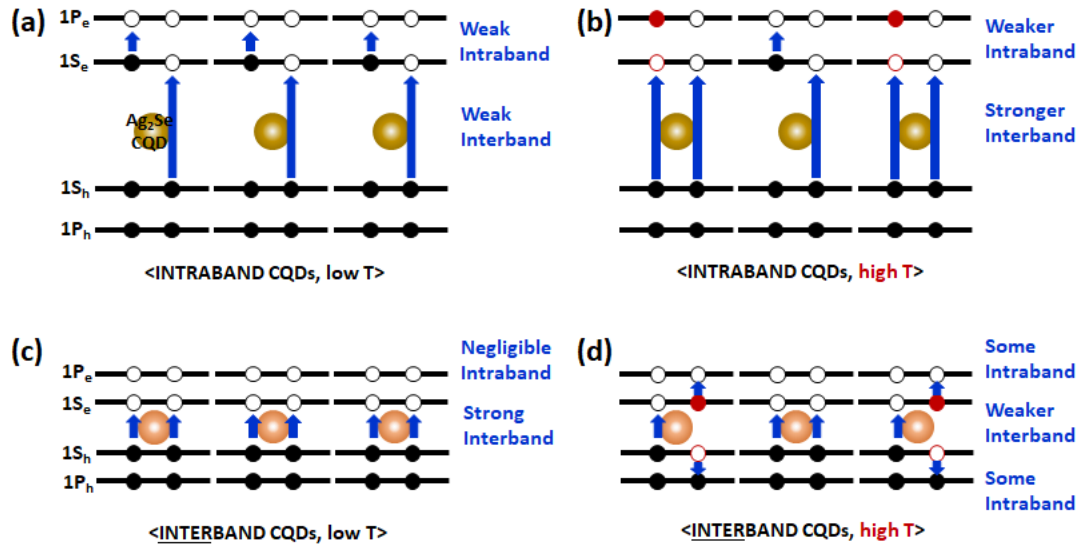 (a)
1Pe
Weak
Intraband
1Se
Ag2Se
CQD
Weak
Interband
1Sh
1Ph
<INTRABAND CQDs, low T>
(b)
Weaker
Intraband
Stronger
Interband
<INTRABAND CQDs, high T>
(c)
Negligible
Intraband
1Pe
1Se
Strong
Interband
1Sh
1Ph
<INTERBAND CQDs, low T>
(d)
Some
Intraband
Weaker
Interband
Some
Intraband
<INTERBAND CQDs, high T>